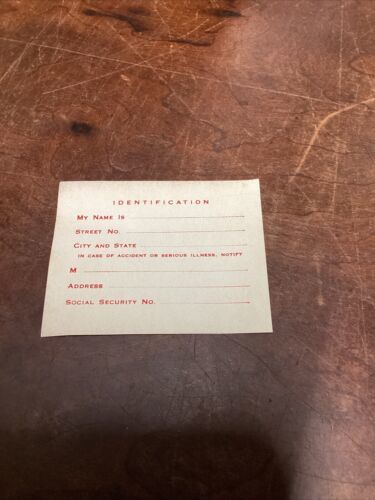 IDENTIFICATION
MY NAME IS
STREET NO.
CITY AND STATE
IN CASE OF ACCIDENT OR SERIOUS ILLNESS, NOTIFY
M
ADDRESS
SOCIAL SECURITY NO.